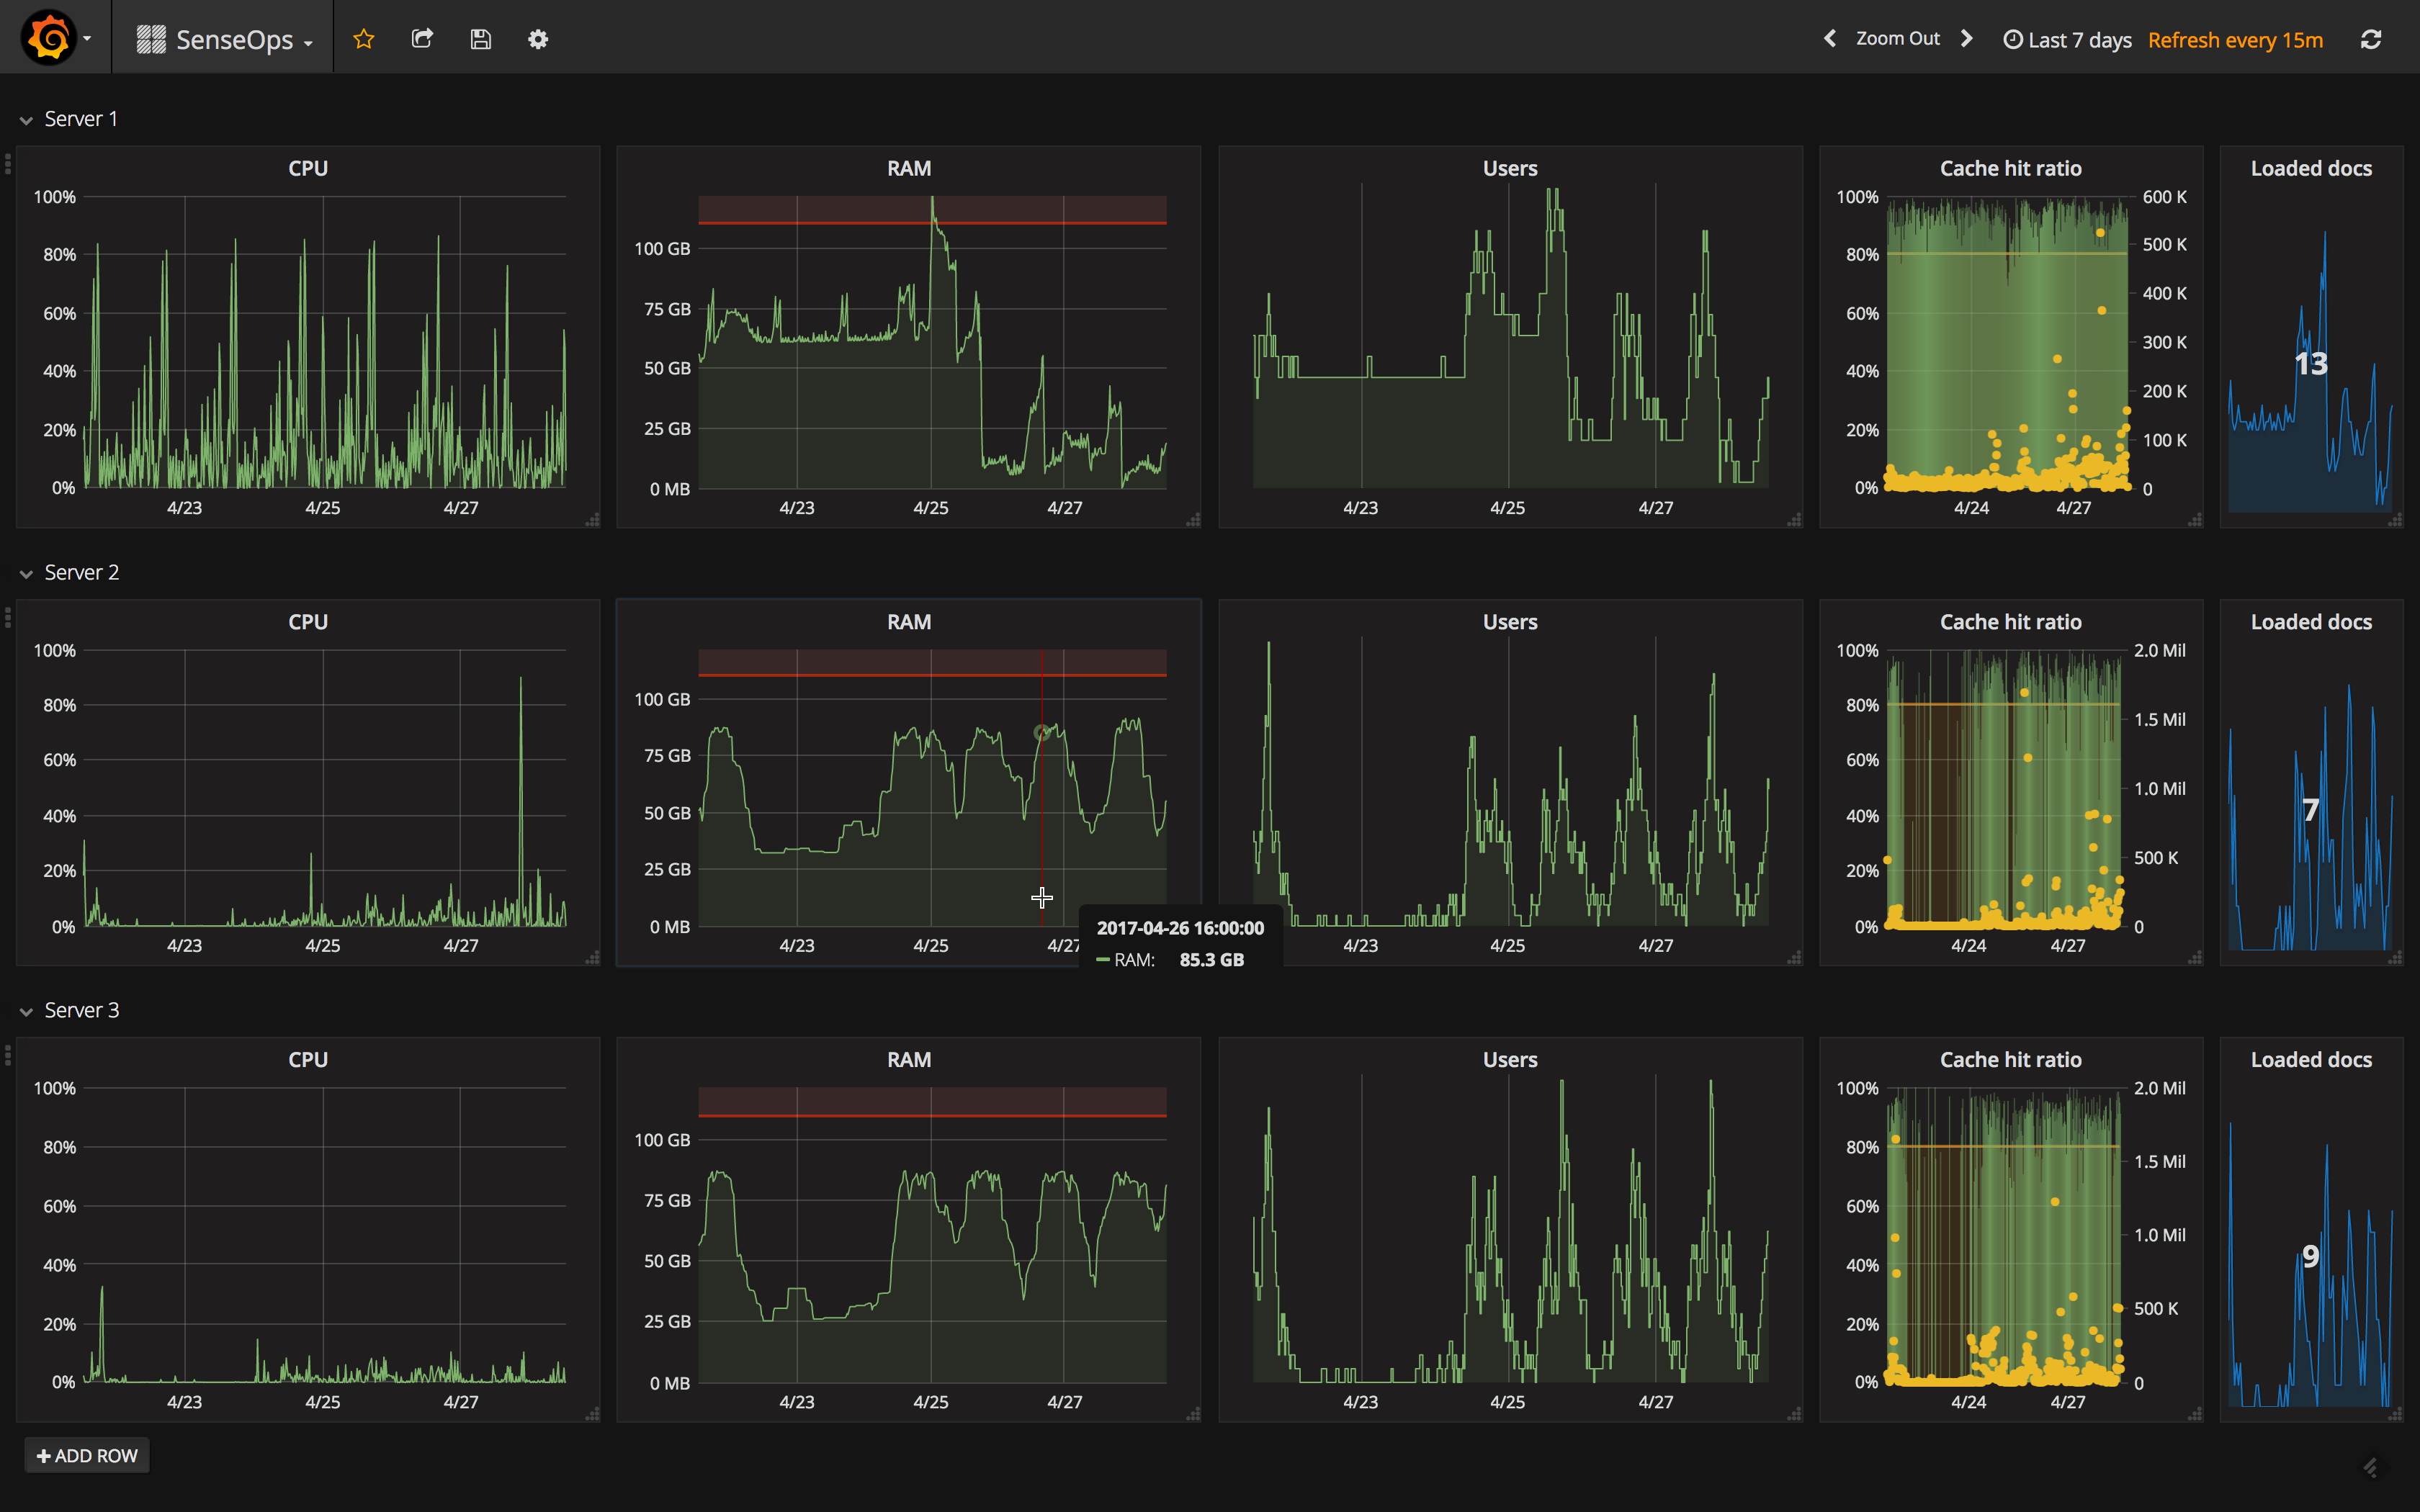 SenseOps
Zoom Out
Last 7 days
Refresh every 15m
Server 1
CPU
100%
80%
60%
40%
20%
0%
4/23 4/25 4/27
RAM
100 GB
75 GB
50 GB
25 GB
0 MB
4/23 4/25 4/27
Users
4/23 4/25 4/27
Cache hit ratio
100% 600 K
80% 500 K
60% 400 K
40% 300 K
20% 200 K
0% 100 K
0
4/24 4/27
Loaded docs
13
Server 2
CPU
100%
80%
60%
40%
20%
0%
4/23 4/25 4/27
RAM
100 GB
75 GB
50 GB
25 GB
0 MB
4/23 4/25 4/27
2017-04-26 16:00:00
RAM: 85.3 GB
Users
4/23 4/25 4/27
Cache hit ratio
100% 2.0 Mil
80% 1.5 Mil
60% 1.0 Mil
40% 500 K
20% 0
0%
4/24 4/27
Loaded docs
7
Server 3
CPU
100%
80%
60%
40%
20%
0%
4/23 4/25 4/27
RAM
100 GB
75 GB
50 GB
25 GB
0 MB
4/23 4/25 4/27
Users
4/23 4/25 4/27
Cache hit ratio
100% 2.0 Mil
80% 1.5 Mil
60% 1.0 Mil
40% 500 K
20% 0
0%
4/24 4/27
Loaded docs
9
ADD ROW